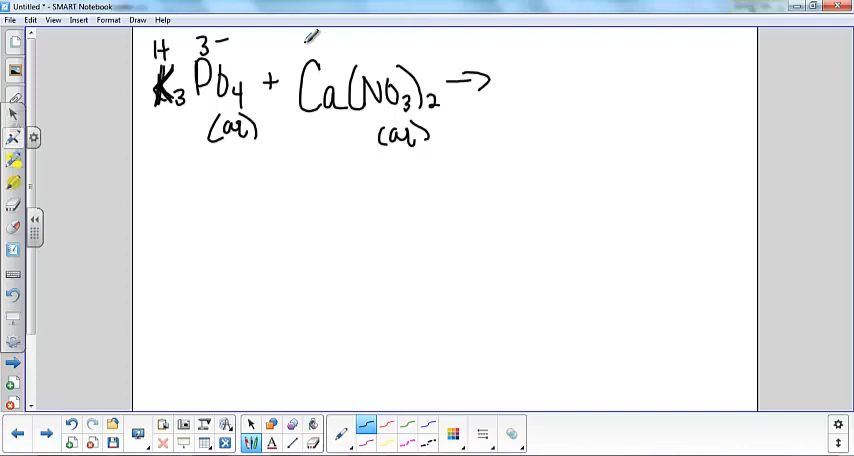 Untitled * - SMART Notebook
File Edit View Insert Format Draw Help
1+ 3-
K3PO4 + Ca(NO3)2 →
(aq) (aq)